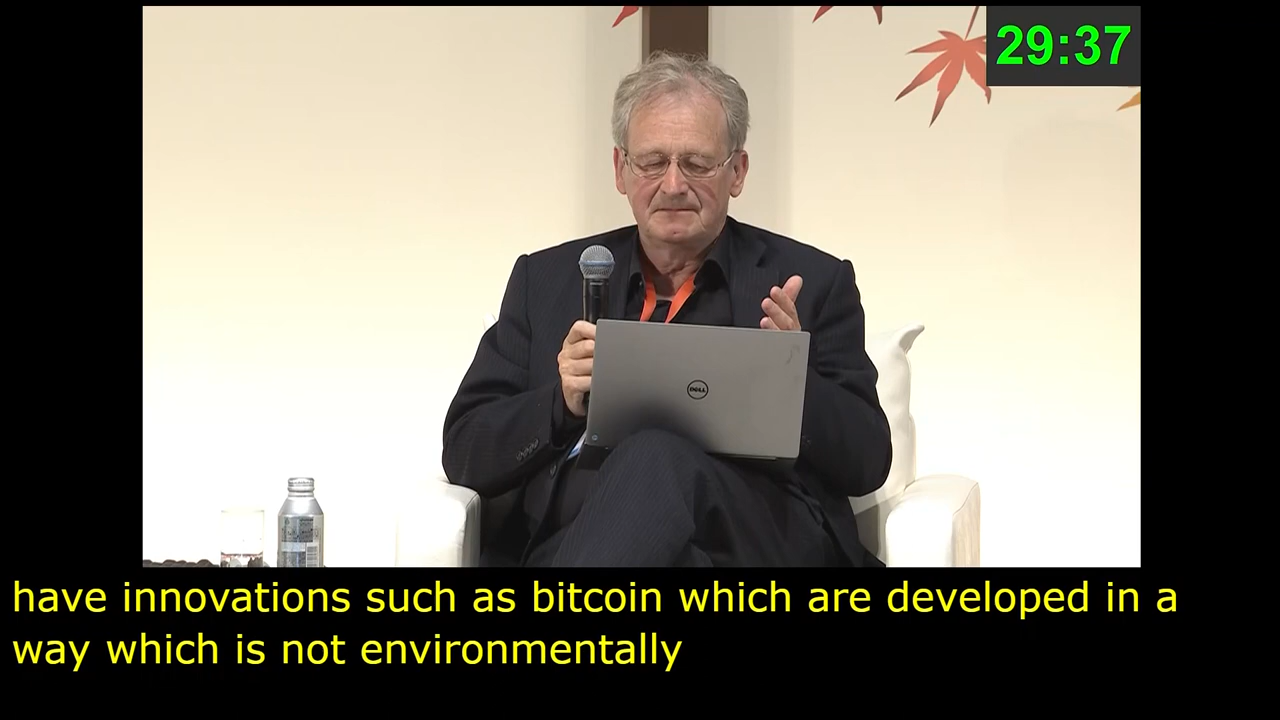 29:37
DELL
have innovations such as bitcoin which are developed in a
way which is not environmentally